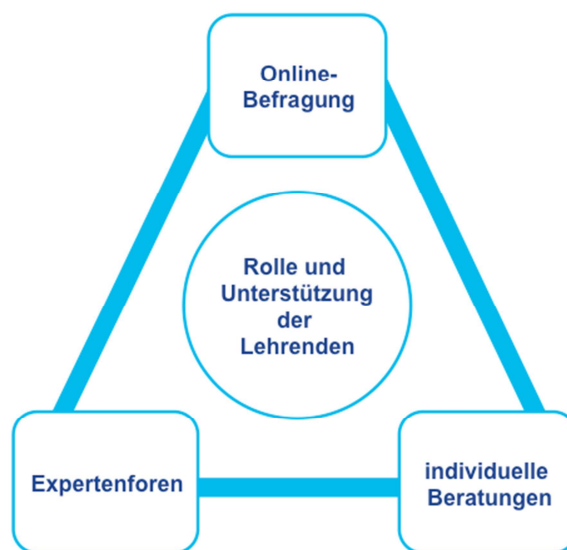 Online-
Befragung
Rolle und
Unterstützung
der
Lehrenden
Expertenforen
individuelle
Beratungen